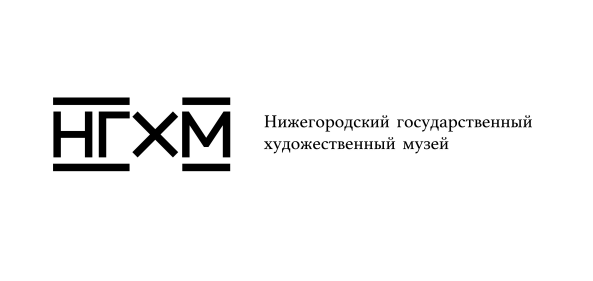 НГХМ
Нижегородский государственный
художественный музей